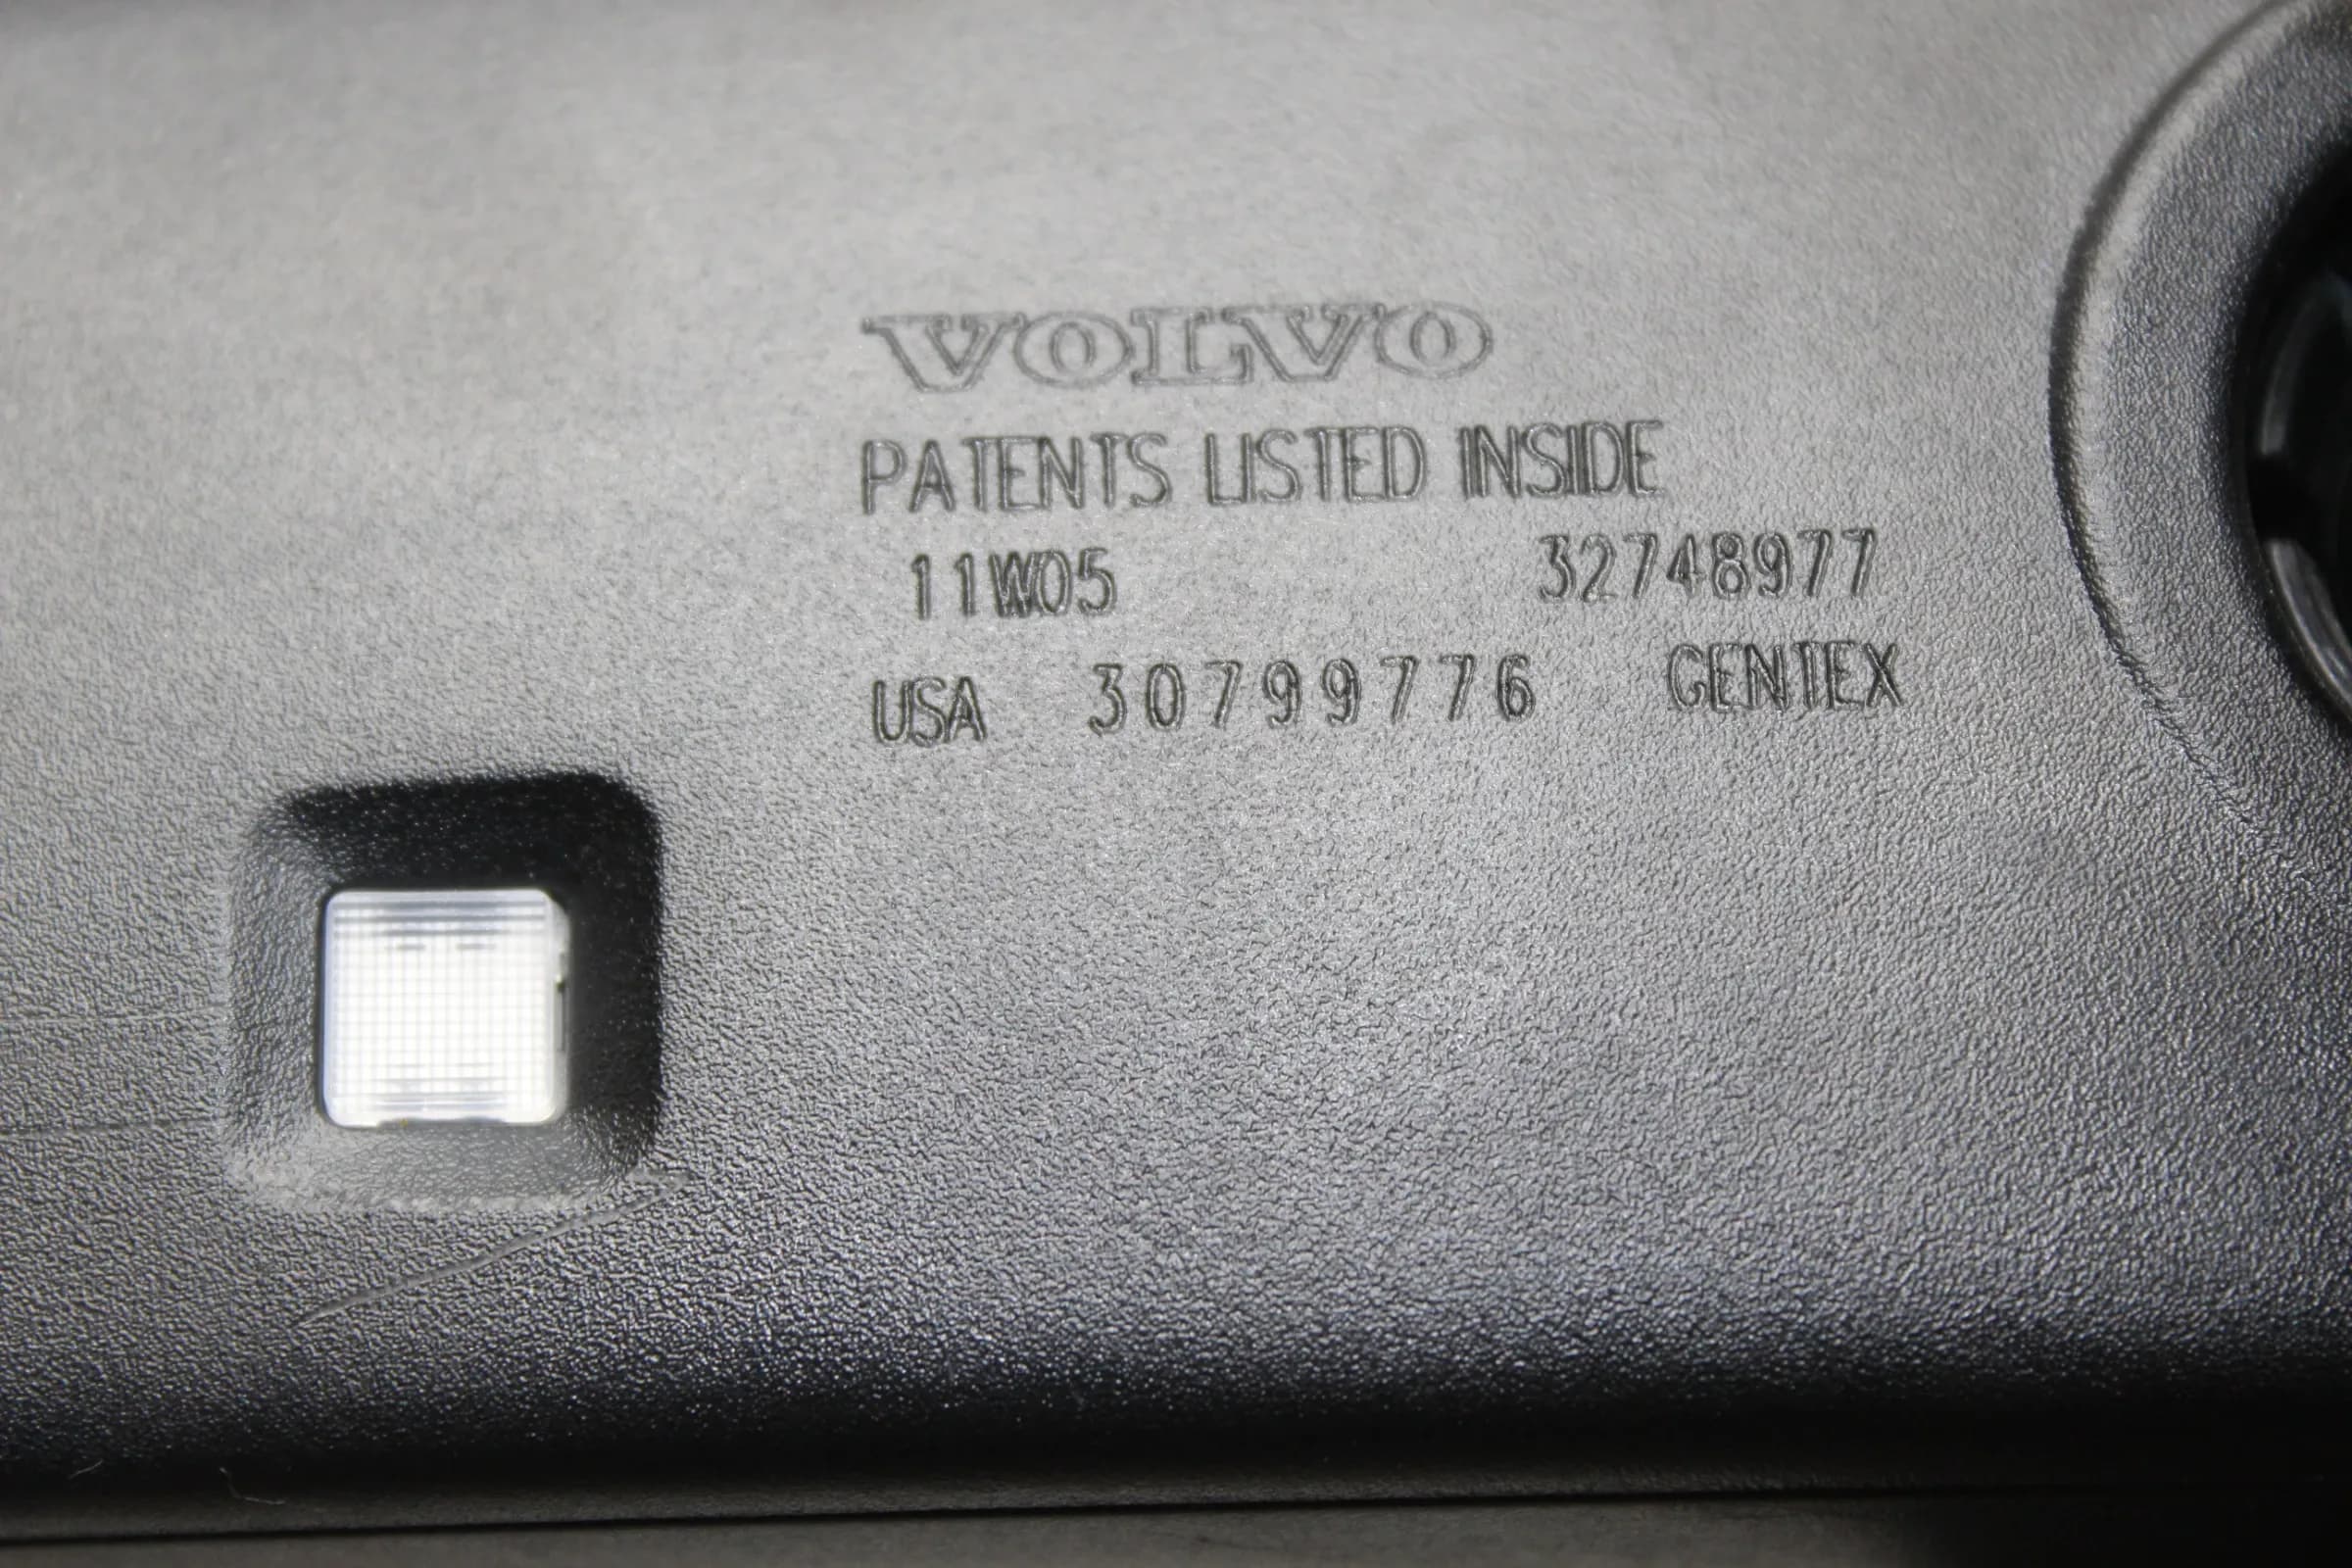 VOLVO
PATENTS LISTED INSIDE
11W05 32748977
USA 30799776 GENTEX